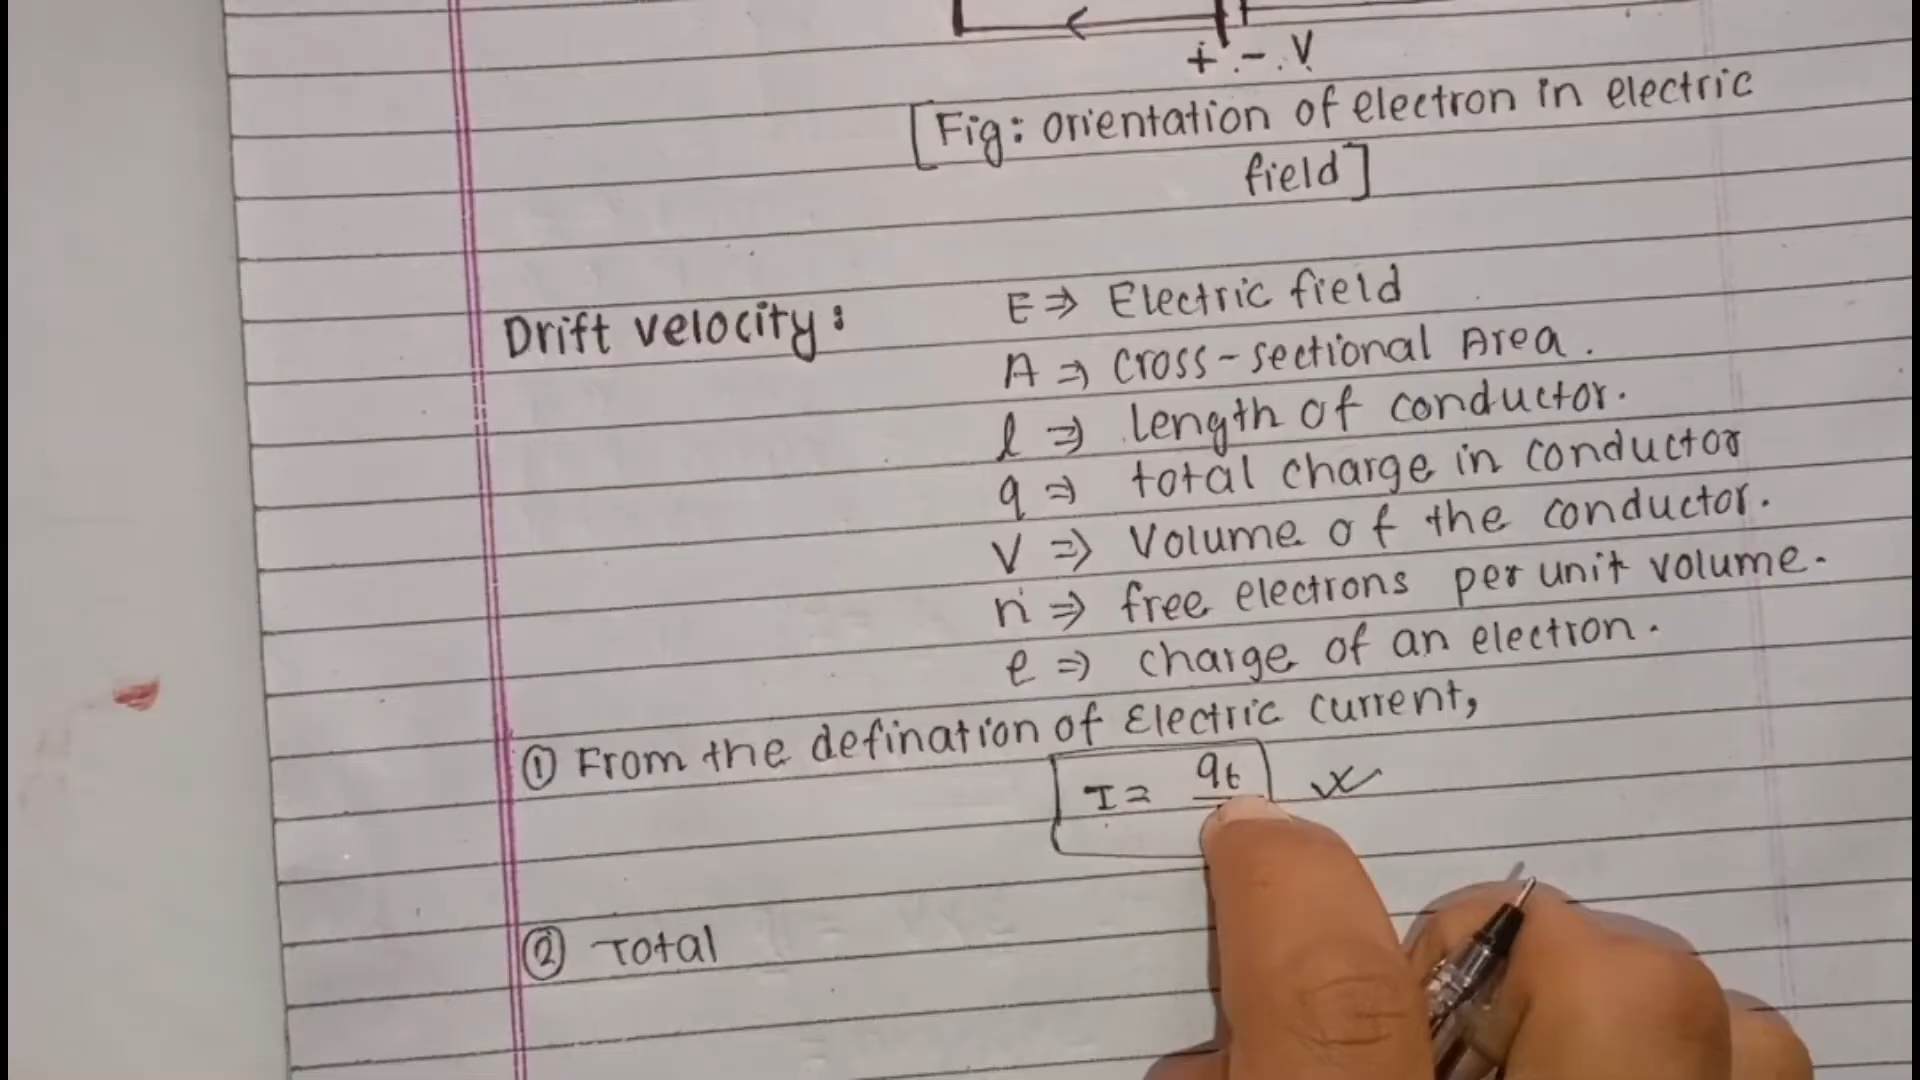 + - V
[Fig: orientation of electron in electric
field]
Drift velocity:
E ⇒ Electric field
A ⇒ cross-sectional Area.
l ⇒ length of conductor.
q ⇒ total charge in conductor
V ⇒ Volume of the conductor.
n ⇒ free electrons per unit volume.
e ⇒ charge of an electron.
① From the defination of Electric current,
I = qt
② Total